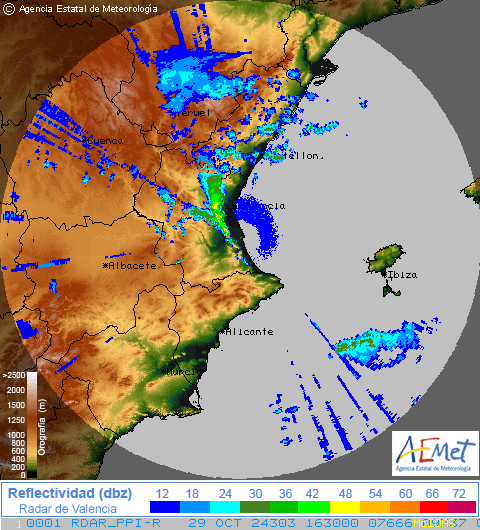 © Agencia Estatal de Meteorología
Teruel
Cuenca
Castellon.
Valencia
*Albacete
*Ibiza
*Alicante
*Murcia
>2500
2000
1750
1500
1250
1000
800
600
400
200
0
Orografía (m)
AEMet
Agencia Estatal de Meteorología
Reflectividad (dbz)
Radar de Valencia
12 18 24 30 36 42 48 54 60 66 72
1 0001 RDAR_PPI-R 29 OCT 24303 163000